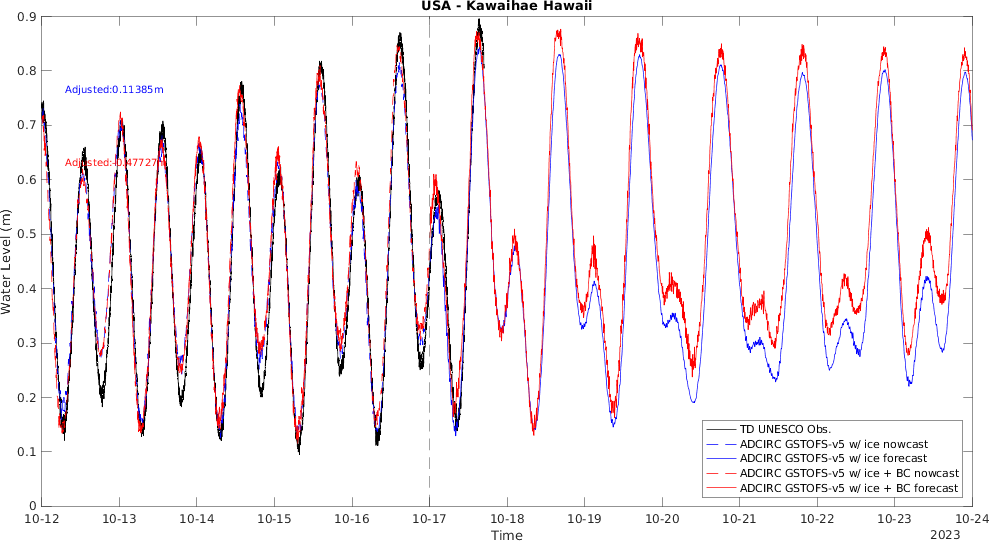 USA - Kawaihae Hawaii
0.9
0.8
0.7
0.6
0.5
0.4
0.3
0.2
0.1
0
Water Level (m)
Adjusted:0.11385m
Adjusted:-0.47727m
TD UNESCO Obs.
ADCIRC GSTOFS-v5 w/ ice nowcast
ADCIRC GSTOFS-v5 w/ ice forecast
ADCIRC GSTOFS-v5 w/ ice + BC nowcast
ADCIRC GSTOFS-v5 w/ ice + BC forecast
10-12 10-13 10-14 10-15 10-16 10-17 10-18 10-19 10-20 10-21 10-22 10-23 10-24
Time
2023